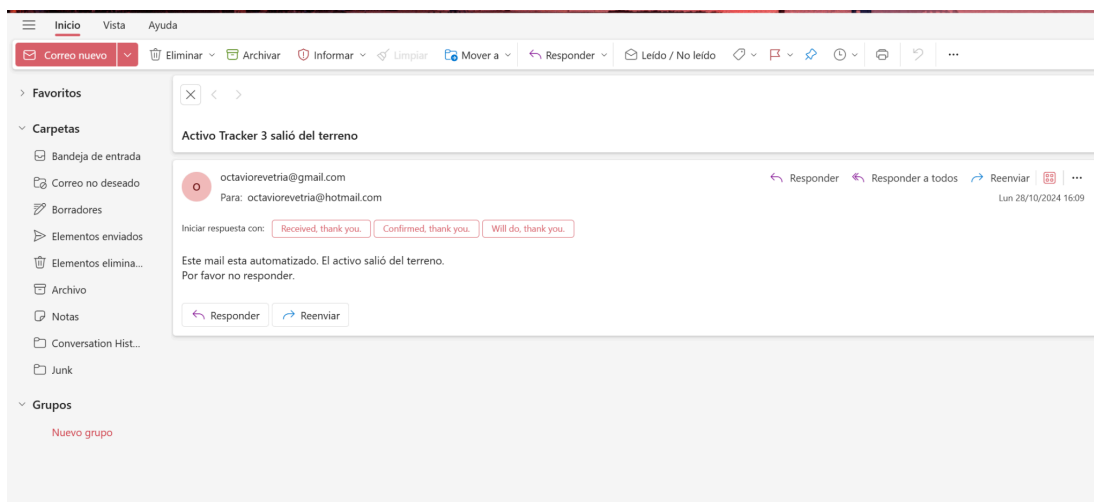 Inicio Vista Ayuda
Correo nuevo Eliminar Archivar Informar Limpiar Mover a Responder Leído / No leído
Favoritos
Carpetas
Bandeja de entrada
Correo no deseado
Borradores
Elementos enviados
Elementos elimina...
Archivo
Notas
Conversation Hist...
Junk
Grupos
Nuevo grupo
Activo Tracker 3 salió del terreno
O
octaviorevetria@gmail.com
Para: octaviorevetria@hotmail.com
Responder Responder a todos Reenviar
Lun 28/10/2024 16:09
Iniciar respuesta con: Received, thank you. Confirmed, thank you. Will do, thank you.
Este mail esta automatizado. El activo salió del terreno.
Por favor no responder.
Responder Reenviar